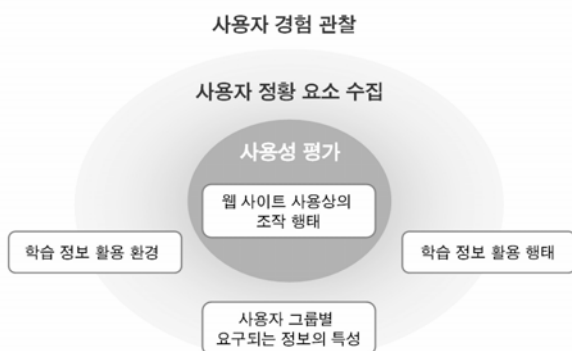 사용자 경험 관찰
사용자 정황 요소 수집
사용성 평가
웹 사이트 사용상의
조작 행태
학습 정보 활용 환경
학습 정보 활용 행태
사용자 그룹별
요구되는 정보의 특성